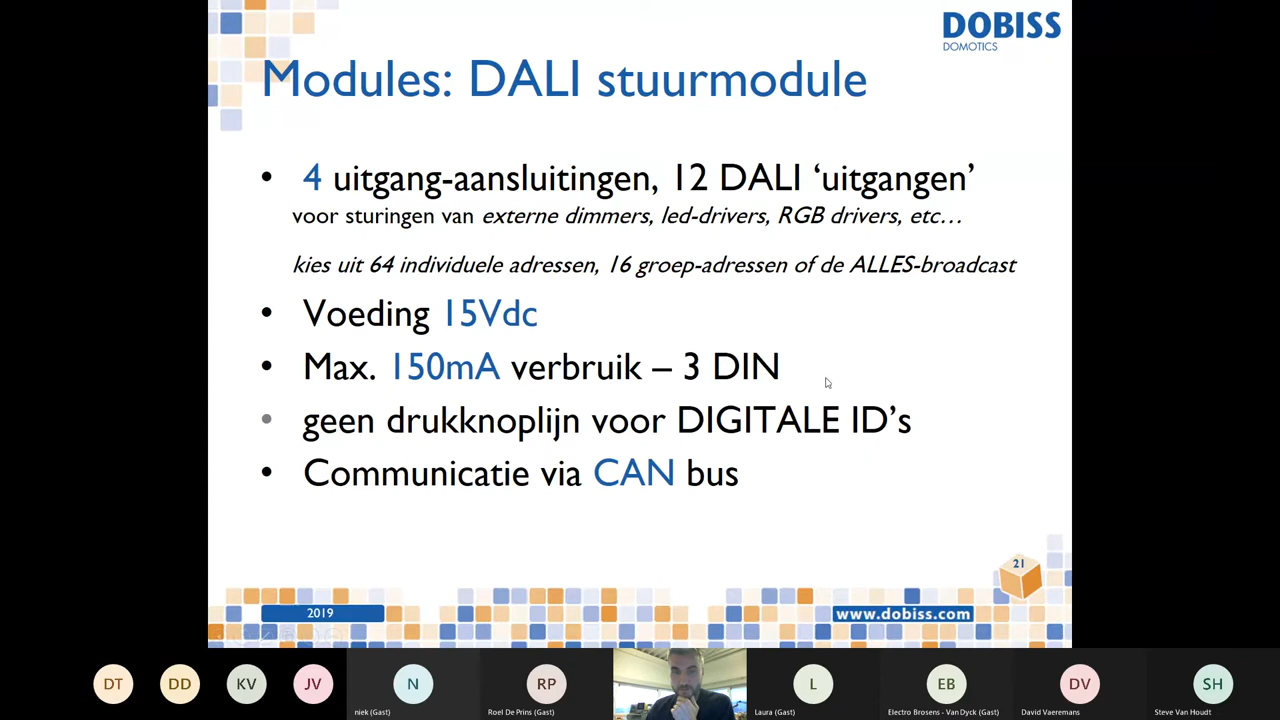 DOBISS
DOMOTICS
Modules: DALI stuurmodule
• 4 uitgang-aansluitingen, 12 DALI ‘uitgangen’
voor sturingen van externe dimmers, led-drivers, RGB drivers, etc…
kies uit 64 individuele adressen, 16 groep-adressen of de ALLES-broadcast
• Voeding 15Vdc
• Max. 150mA verbruik – 3 DIN
• geen drukknoplijn voor DIGITALE ID’s
• Communicatie via CAN bus
21
2019
www.dobiss.com
DT
DD
KV
JV
N
RP
L
EB
DV
SH
niek (Gast)
Roel De Prins (Gast)
Laura (Gast)
Electro Brosens - Van Dyck (Gast)
David Vaeremans
Steve Van Houdt